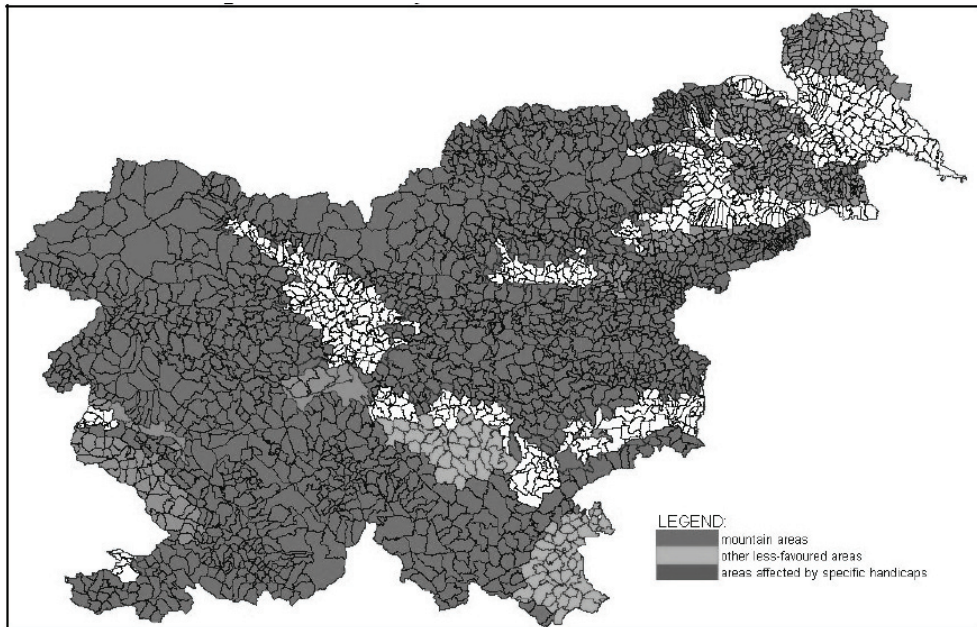 LEGEND:
mountain areas
other less-favoured areas
areas affected by specific handicaps